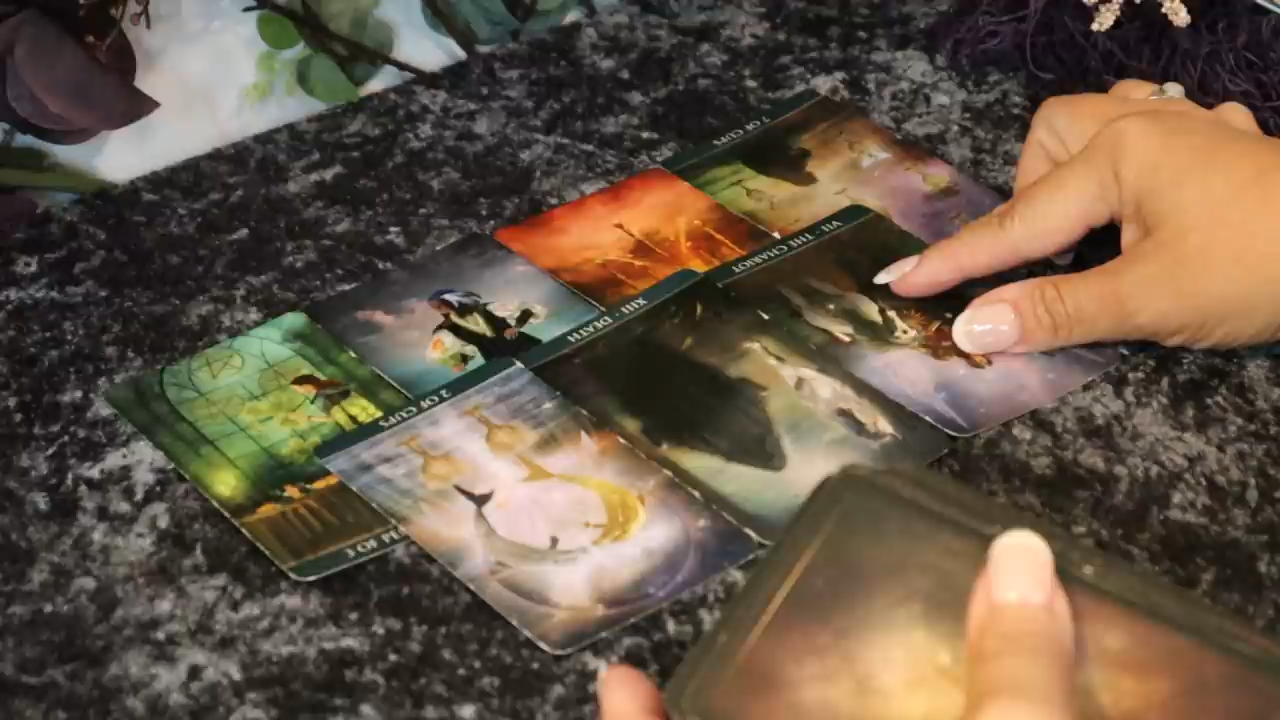 7 OF CUPS
VII - THE CHARIOT
XIII - DEATH
2 OF CUPS